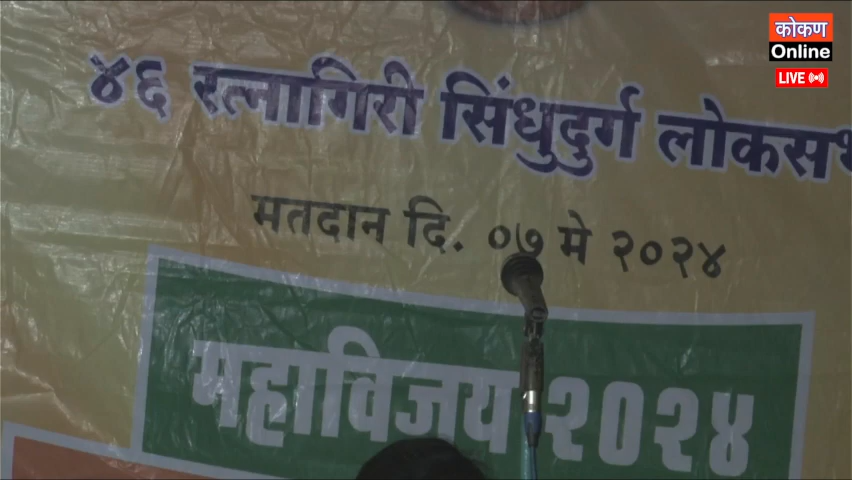 कोकण
Online
LIVE
४६ रत्नागिरी सिंधुदुर्ग लोकसभ
मतदान दि. ०७ मे २०२४
महाविजय २०२४